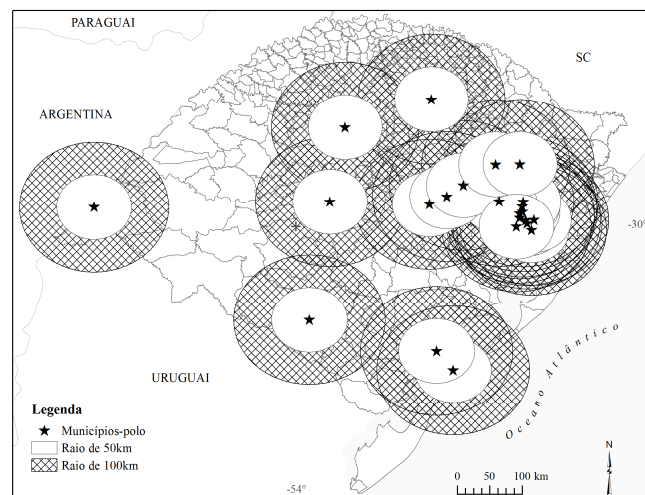 PARAGUAI
SC
ARGENTINA
-30°
URUGUAI
Oceano Atlântico
Legenda
Municípios-polo
Raio de 50km
Raio de 100km
-54°
0 50 100 km
N